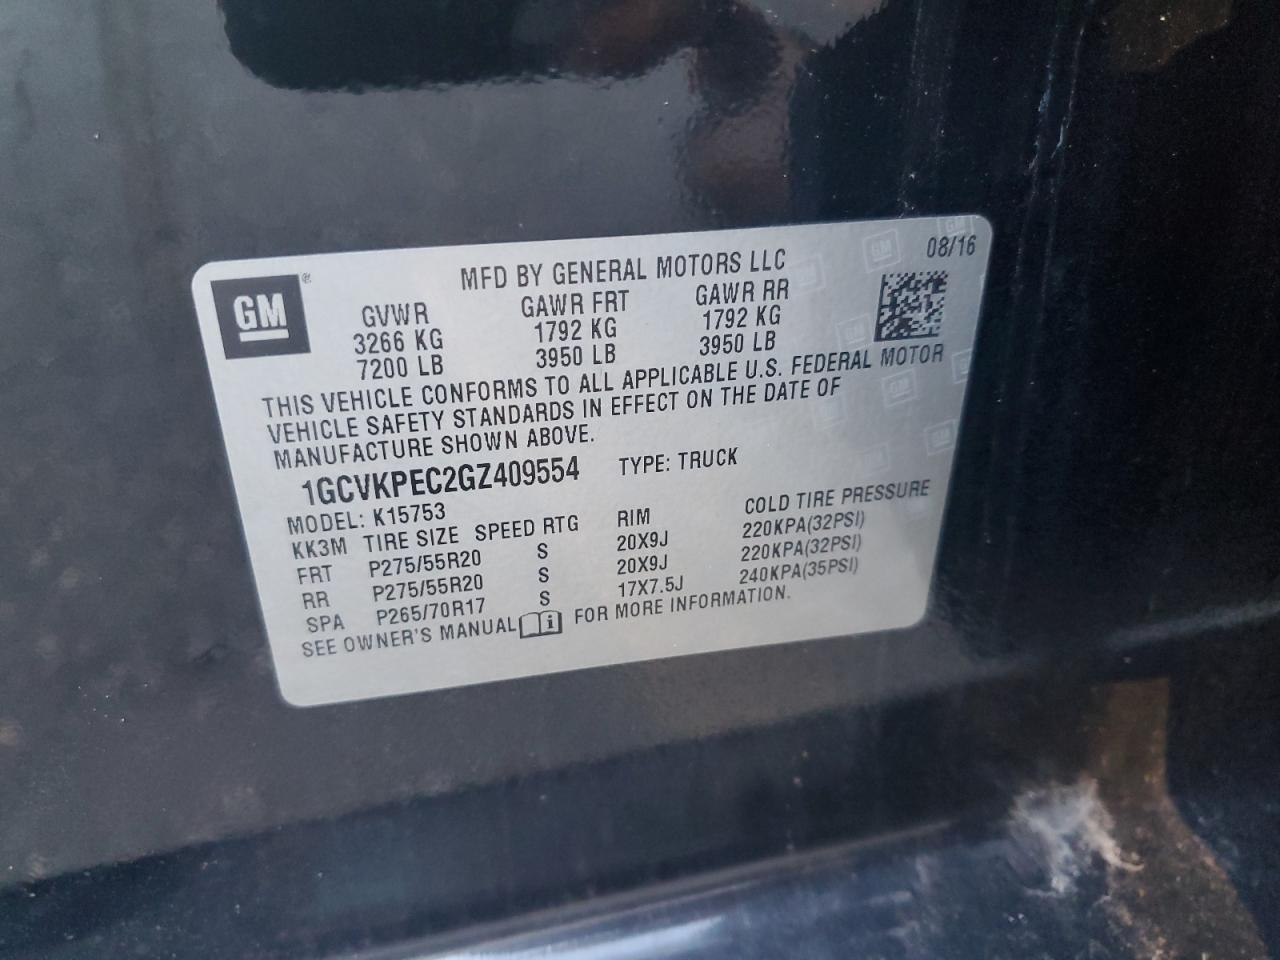 GM ®
MFD BY GENERAL MOTORS LLC 08/16
GVWR GAWR FRT GAWR RR
3266 KG 1792 KG 1792 KG
7200 LB 3950 LB 3950 LB
THIS VEHICLE CONFORMS TO ALL APPLICABLE U.S. FEDERAL MOTOR
VEHICLE SAFETY STANDARDS IN EFFECT ON THE DATE OF
MANUFACTURE SHOWN ABOVE.
1GCVKPEC2GZ409554 TYPE: TRUCK
MODEL: K15753
KK3M TIRE SIZE SPEED RTG RIM COLD TIRE PRESSURE
FRT P275/55R20 S 20X9J 220KPA(32PSI)
RR P275/55R20 S 20X9J 220KPA(32PSI)
SPA P265/70R17 S 17X7.5J 240KPA(35PSI)
SEE OWNER'S MANUAL FOR MORE INFORMATION.